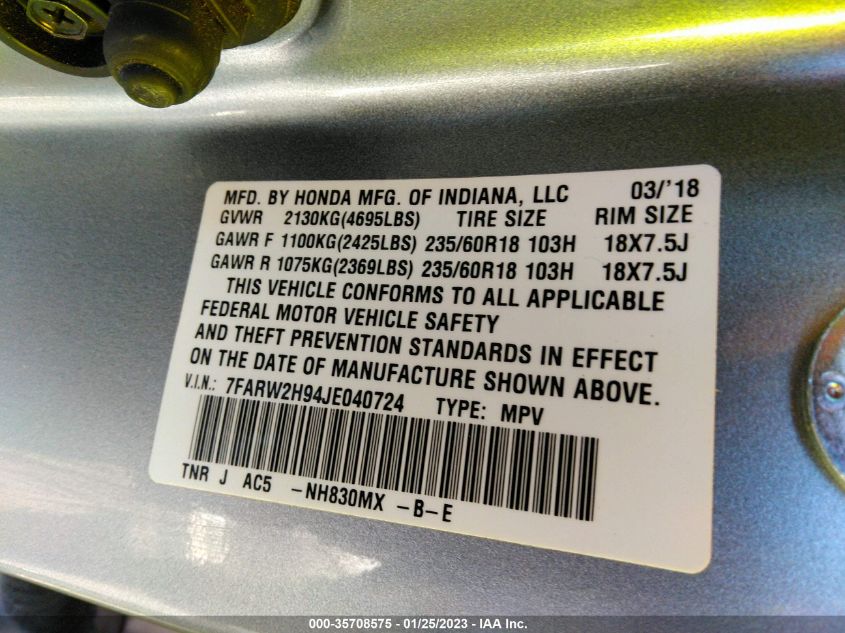 MFD. BY HONDA MFG. OF INDIANA, LLC 03/'18
GVWR 2130KG(4695LBS) TIRE SIZE RIM SIZE
GAWR F 1100KG(2425LBS) 235/60R18 103H 18X7.5J
GAWR R 1075KG(2369LBS) 235/60R18 103H 18X7.5J
THIS VEHICLE CONFORMS TO ALL APPLICABLE
FEDERAL MOTOR VEHICLE SAFETY
AND THEFT PREVENTION STANDARDS IN EFFECT
ON THE DATE OF MANUFACTURE SHOWN ABOVE.
V.I.N.: 7FARW2H94JE040724 TYPE: MPV
TNR J AC5 -NH830MX -B-E
000-35708575 - 01/25/2023 - IAA Inc.